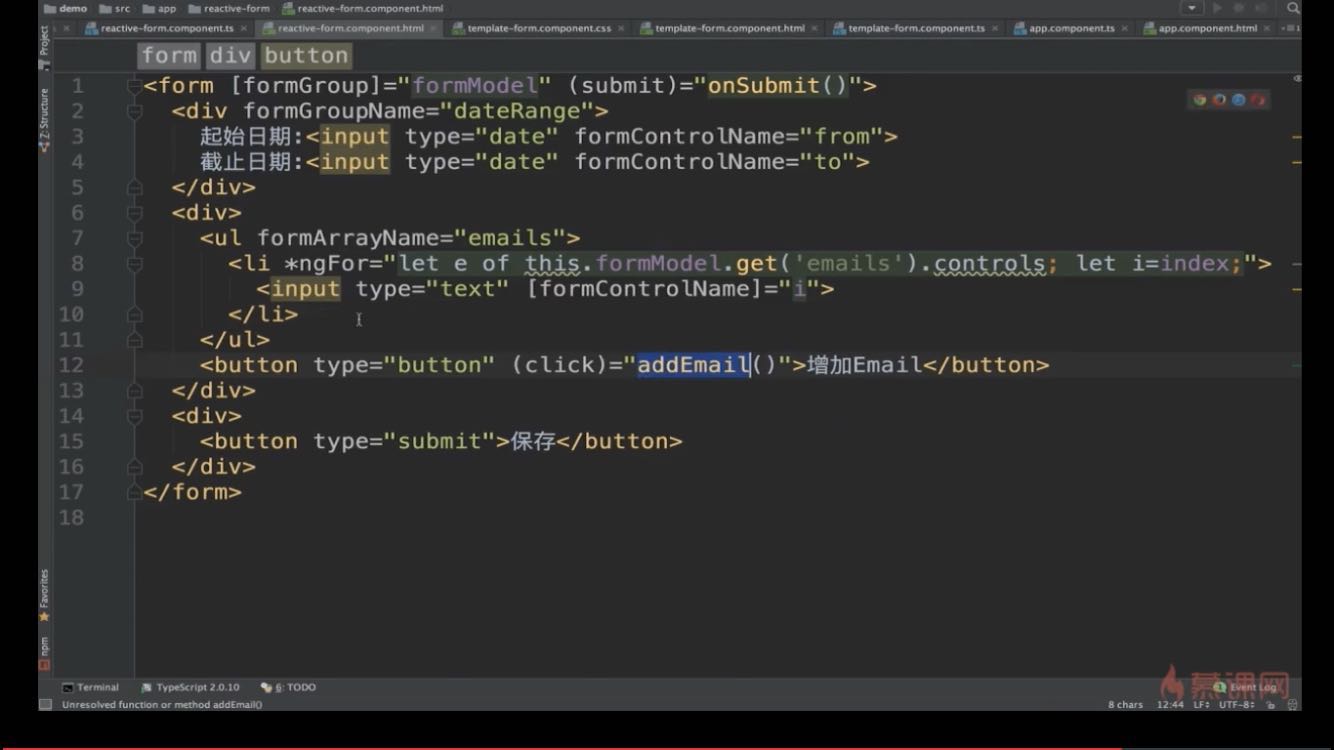 demo src app reactive-form reactive-form.component.html
reactive-form.component.ts reactive-form.component.html template-form.component.css template-form.component.html template-form.component.ts app.component.ts app.component.html
form div button
1 <form [formGroup]="formModel" (submit)="onSubmit()">
2 <div formGroupName="dateRange">
3 起始日期:<input type="date" formControlName="from">
4 截止日期:<input type="date" formControlName="to">
5 </div>
6 <div>
7 <ul formArrayName="emails">
8 <li *ngFor="let e of this.formModel.get('emails').controls; let i=index;">
9 <input type="text" [formControlName]="i">
10 </li>
11 </ul>
12 <button type="button" (click)="addEmail()">增加Email</button>
13 </div>
14 <div>
15 <button type="submit">保存</button>
16 </div>
17 </form>
18
Project
Z: Structure
Favorites
npm
Terminal TypeScript 2.0.10 6: TODO Event Log
慕课网
Unresolved function or method addEmail() 8 chars 12:44 LF UTF-8